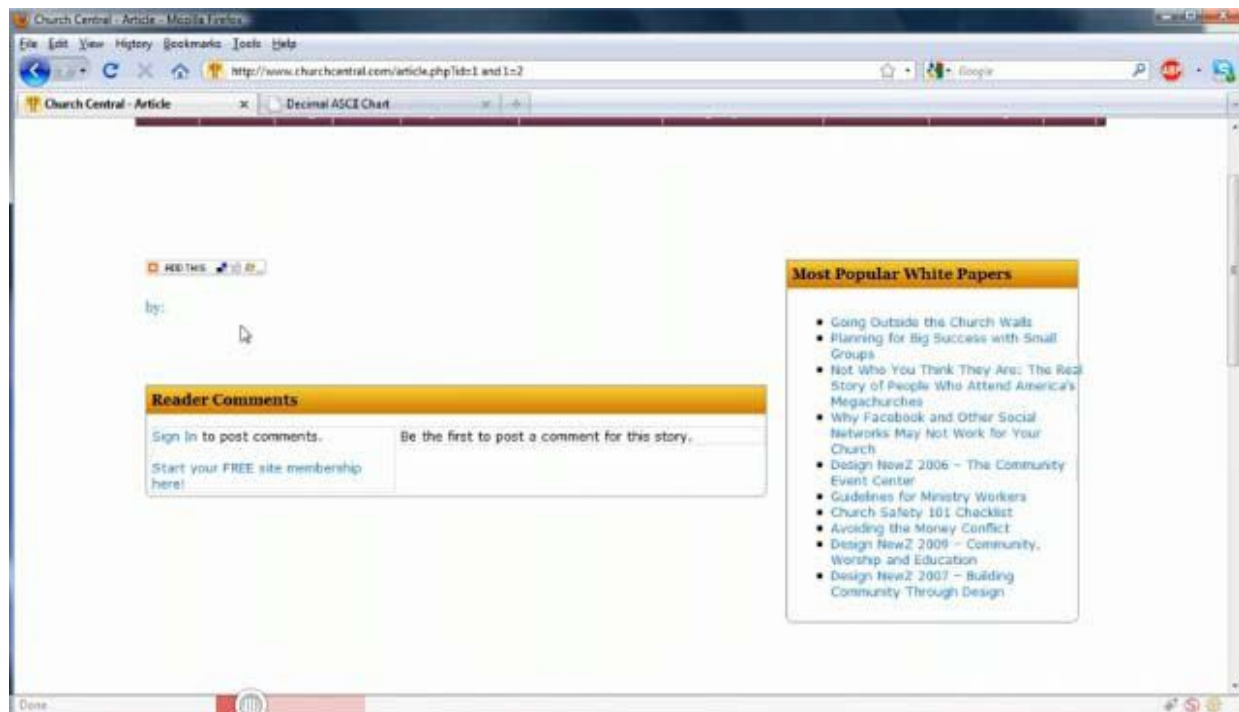 Church Central - Article - Mozilla Firefox
File Edit View History Bookmarks Tools Help
http://www.churchcentral.com/article.php?id=1 and 1=2
Google
Church Central - Article
Decimal ASCII Chart
ADD THIS
by:
Reader Comments
Sign In to post comments.
Be the first to post a comment for this story.
Start your FREE site membership
here!
Most Popular White Papers
Going Outside the Church Walls
Planning for Big Success with Small
Groups
Not Who You Think They Are: The Real
Story of People Who Attend America's
Megachurches
Why Facebook and Other Social
Networks May Not Work for Your
Church
Design NewZ 2006 – The Community
Event Center
Guidelines for Ministry Workers
Church Safety 101 Checklist
Avoiding the Money Conflict
Design NewZ 2009 – Community,
Worship and Education
Design NewZ 2007 – Building
Community Through Design
Done
ABP